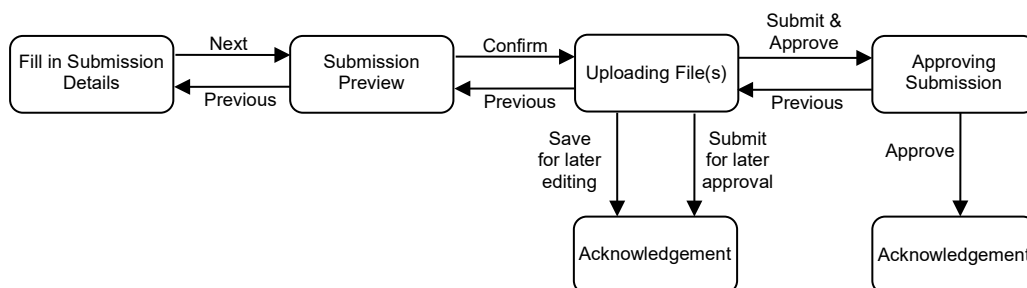 Fill in Submission
Details
Next
Previous
Submission
Preview
Confirm
Previous
Uploading File(s)
Submit &
Approve
Previous
Approving
Submission
Save
for later
editing
Submit
for later
approval
Approve
Acknowledgement
Acknowledgement